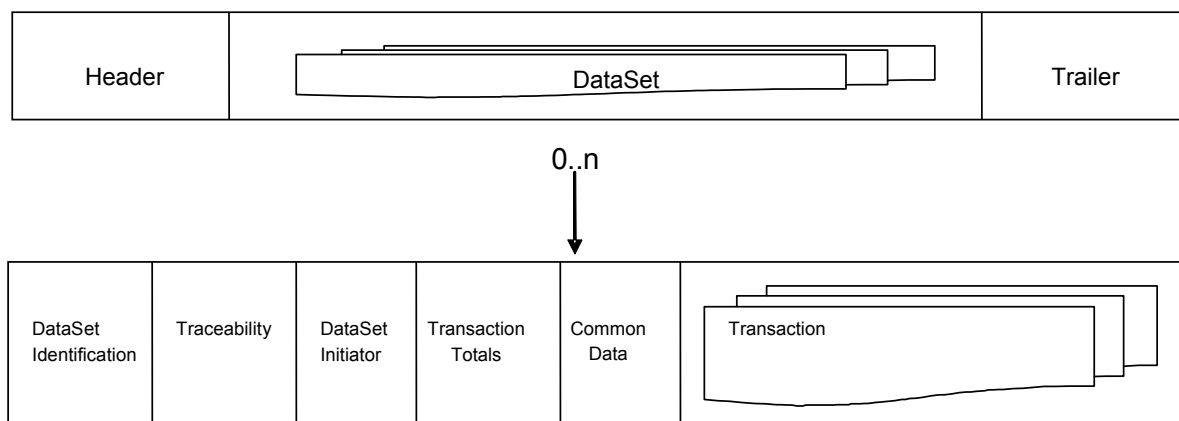 Header
DataSet
Trailer
0..n
DataSet
Identification
Traceability
DataSet
Initiator
Transaction
Totals
Common
Data
Transaction